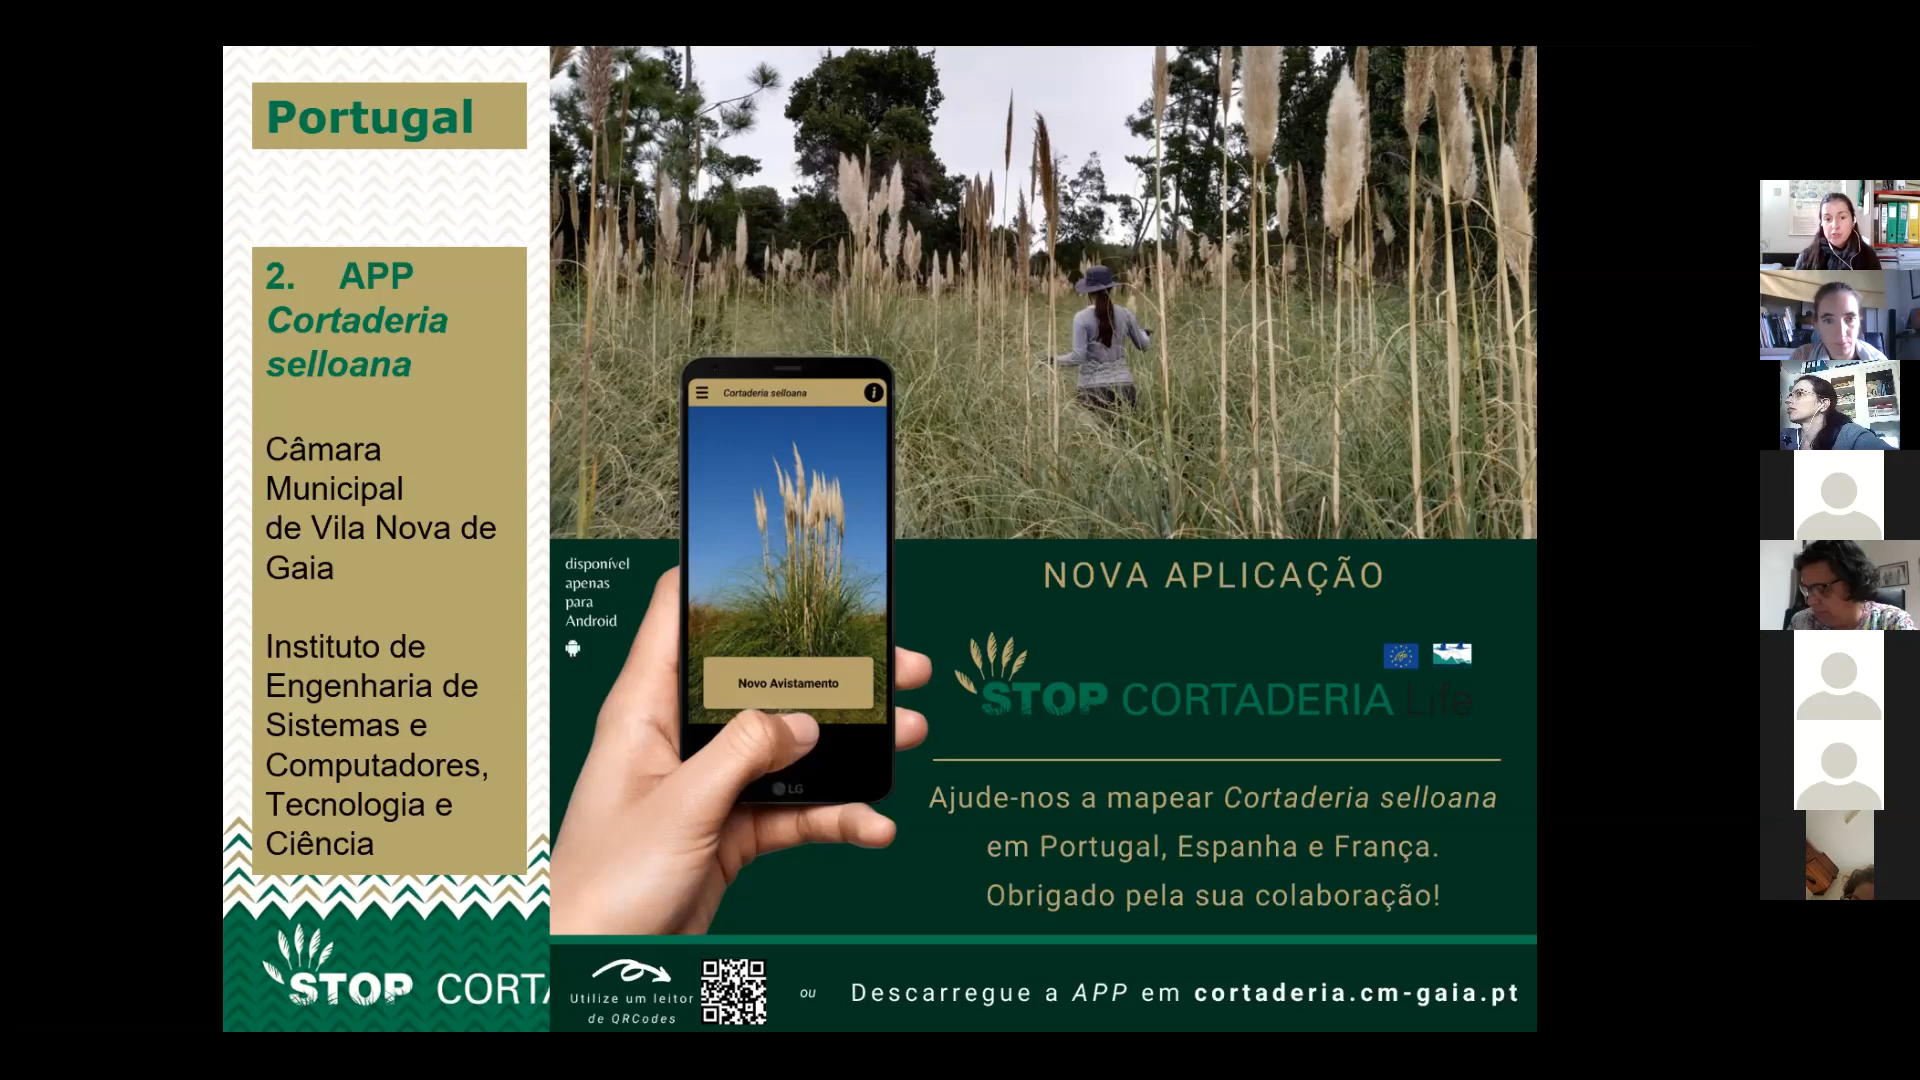 Portugal
2. APP
Cortaderia
selloana
Câmara
Municipal
de Vila Nova de
Gaia
Instituto de
Engenharia de
Sistemas e
Computadores,
Tecnologia e
Ciência
STOP CORTA
disponível
apenas
para
Android
Cortaderia selloana
Novo Avistamento
LG
NOVA APLICAÇÃO
STOP CORTADERIA Life
Ajude-nos a mapear Cortaderia selloana
em Portugal, Espanha e França.
Obrigado pela sua colaboração!
Utilize um leitor
de QRCodes
ou
Descarregue a APP em cortaderia.cm-gaia.pt